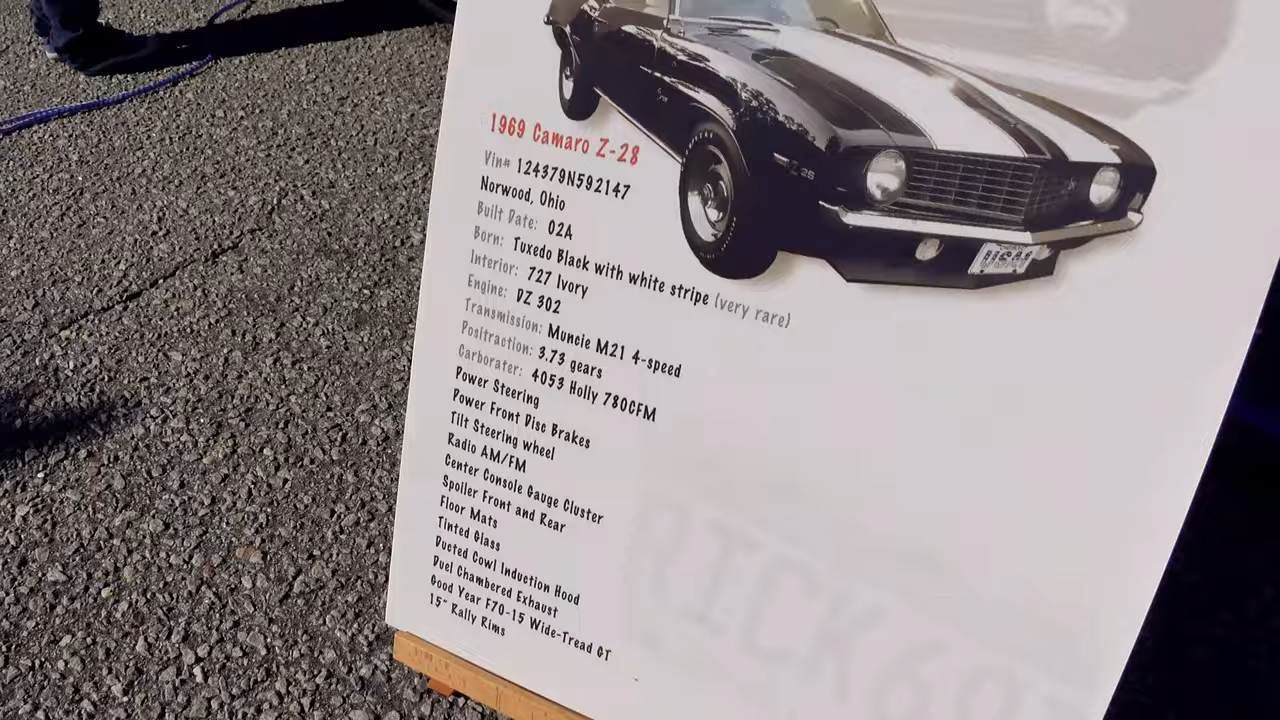 1969 Camaro Z-28
Vin# 124379N592147
Norwood, Ohio
Built Date: 02A
Born: Tuxedo Black with white stripe (very rare)
Interior: 727 Ivory
Engine: DZ 302
Transmission: Muncie M21 4-speed
Positraction: 3.73 gears
Carborater: 4053 Holly 780CFM
Power Steering
Power Front Disc Brakes
Tilt Steering wheel
Radio AM/FM
Center Console Gauge Cluster
Spoiler Front and Rear
Floor Mats
Tinted Glass
Ducted Cowl Induction Hood
Duel Chambered Exhaust
Good Year F70-15 Wide-Tread GT
15" Rally Rims